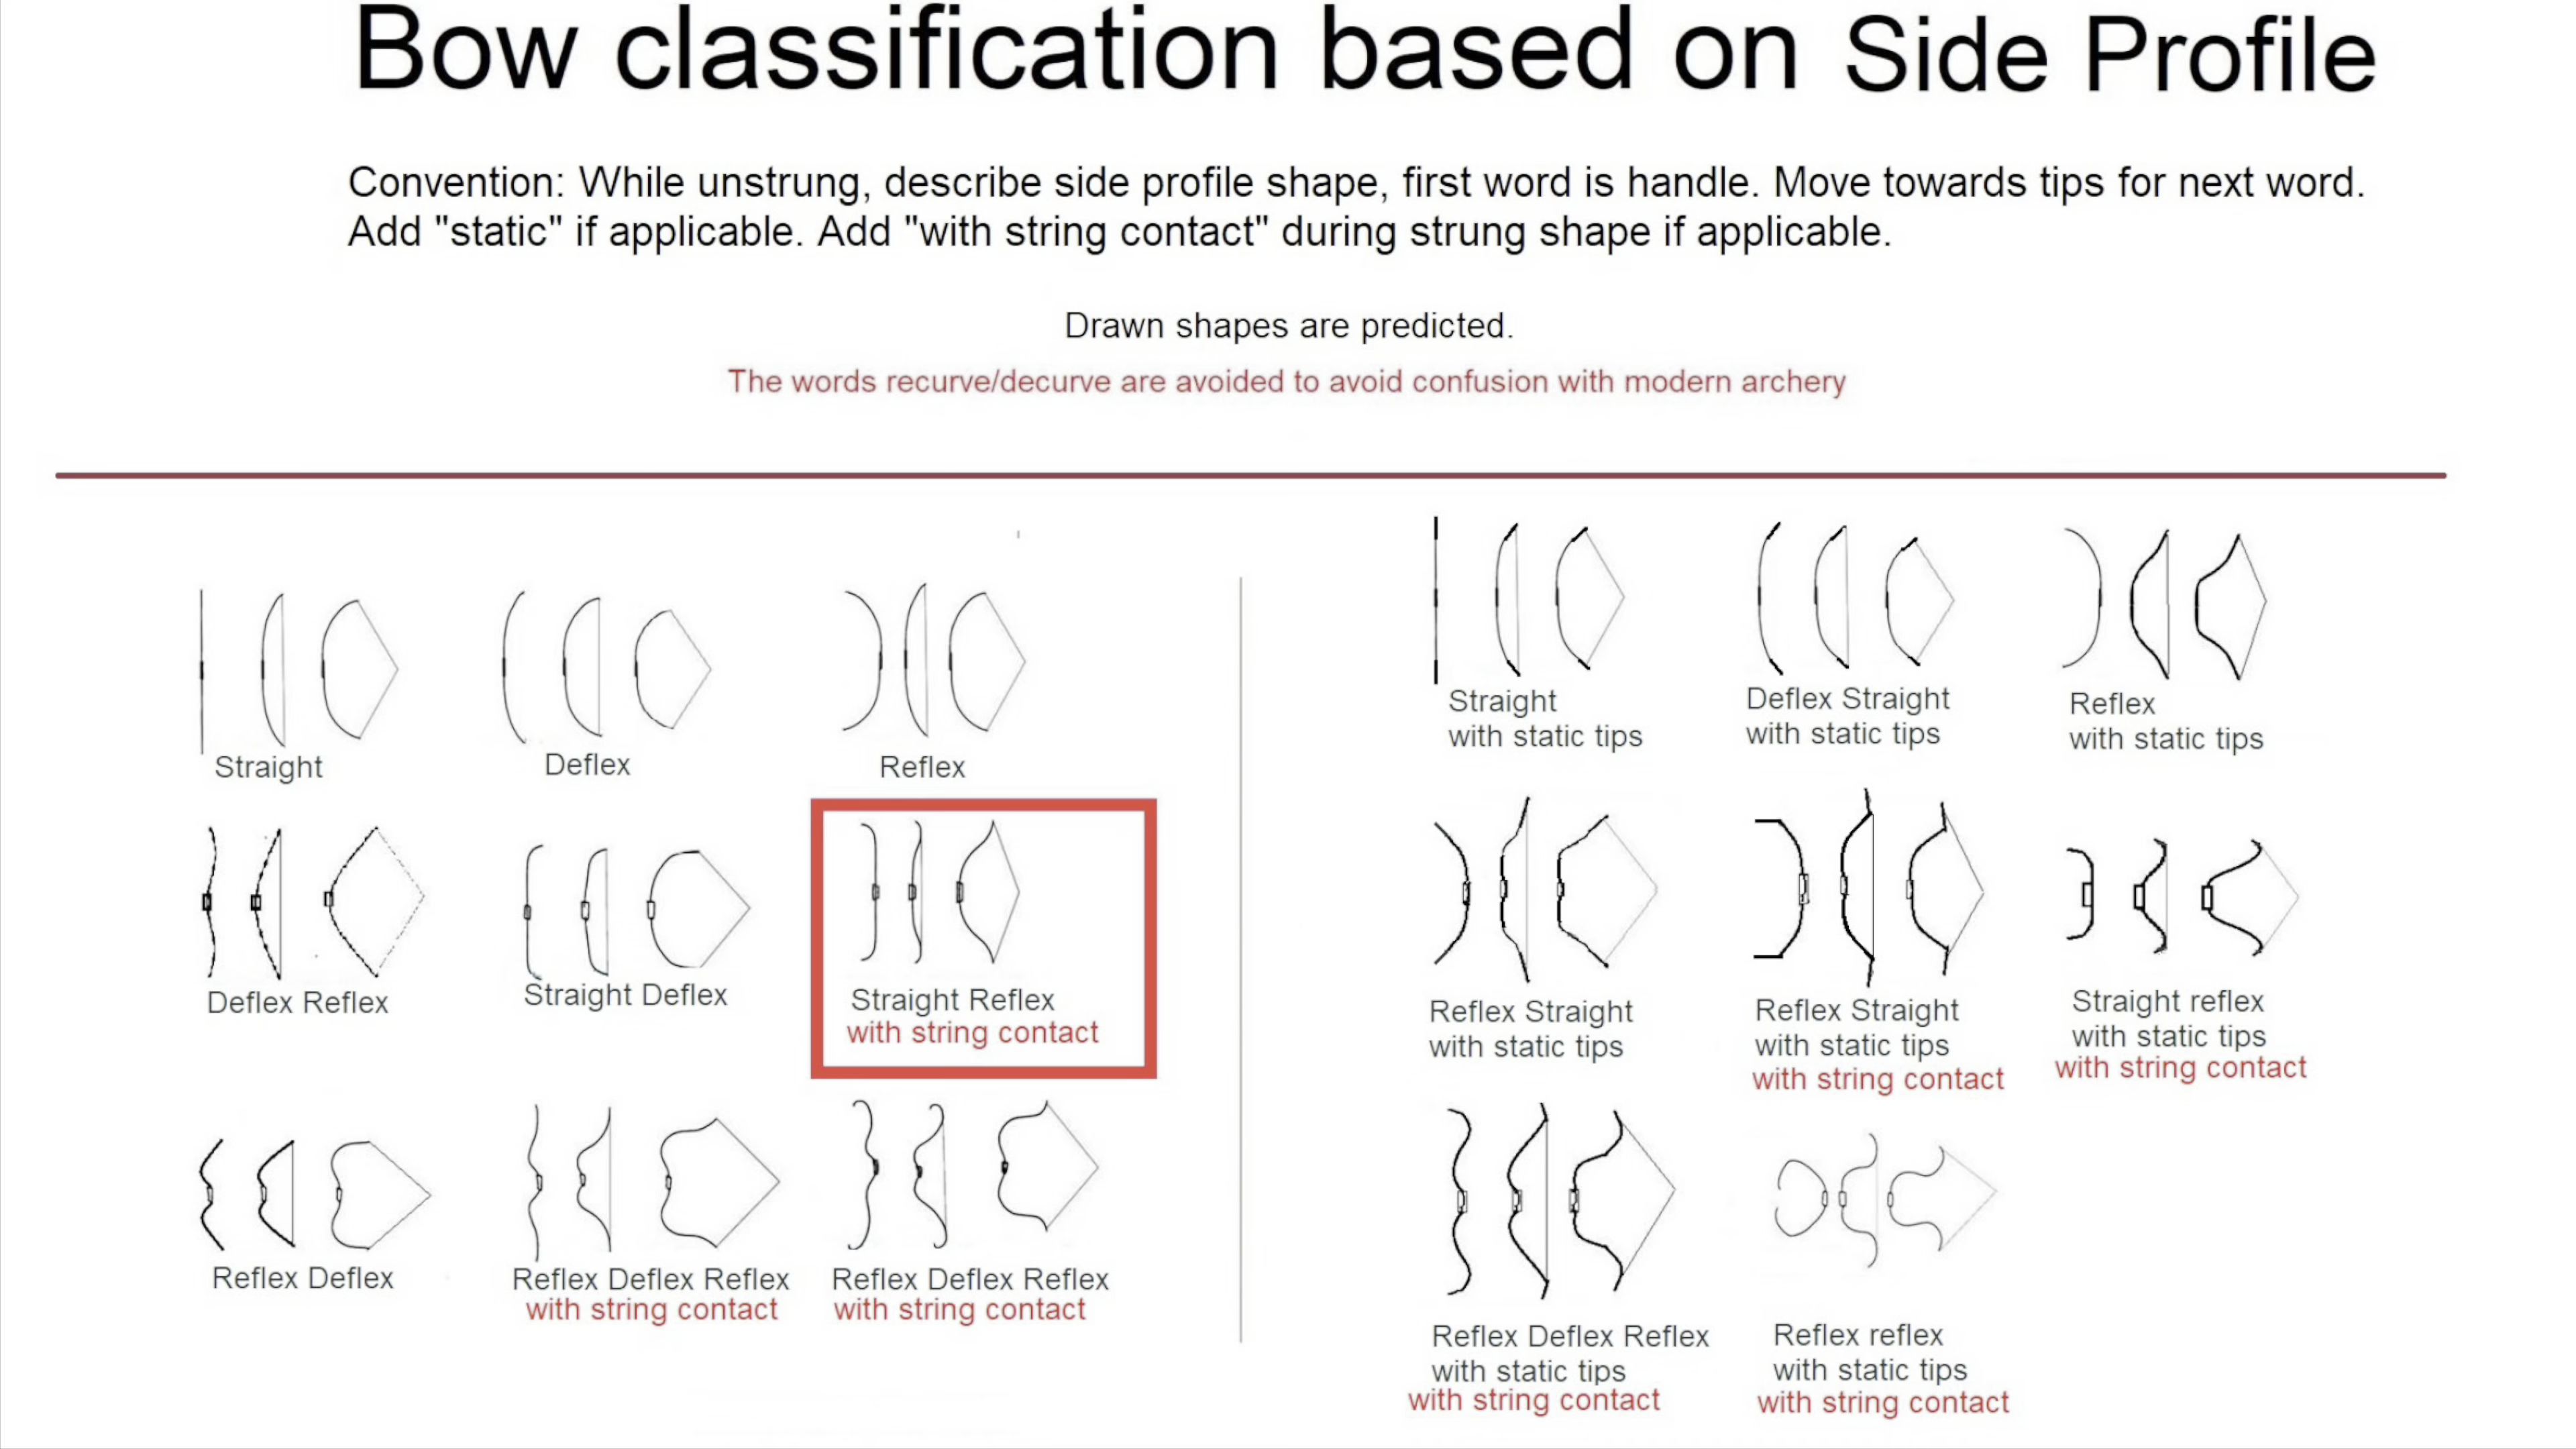 Bow classification based on Side Profile
Convention: While unstrung, describe side profile shape, first word is handle. Move towards tips for next word.
Add "static" if applicable. Add "with string contact" during strung shape if applicable.
Drawn shapes are predicted.
The words recurve/decurve are avoided to avoid confusion with modern archery
Straight
Deflex
Reflex
Deflex Reflex
Straight Deflex
Straight Reflex
with string contact
Reflex Deflex
Reflex Deflex Reflex
with string contact
Reflex Deflex Reflex
with string contact
Straight
with static tips
Deflex Straight
with static tips
Reflex
with static tips
Reflex Straight
with static tips
Reflex Straight
with static tips
with string contact
Straight reflex
with static tips
with string contact
Reflex Deflex Reflex
with static tips
with string contact
Reflex reflex
with static tips
with string contact